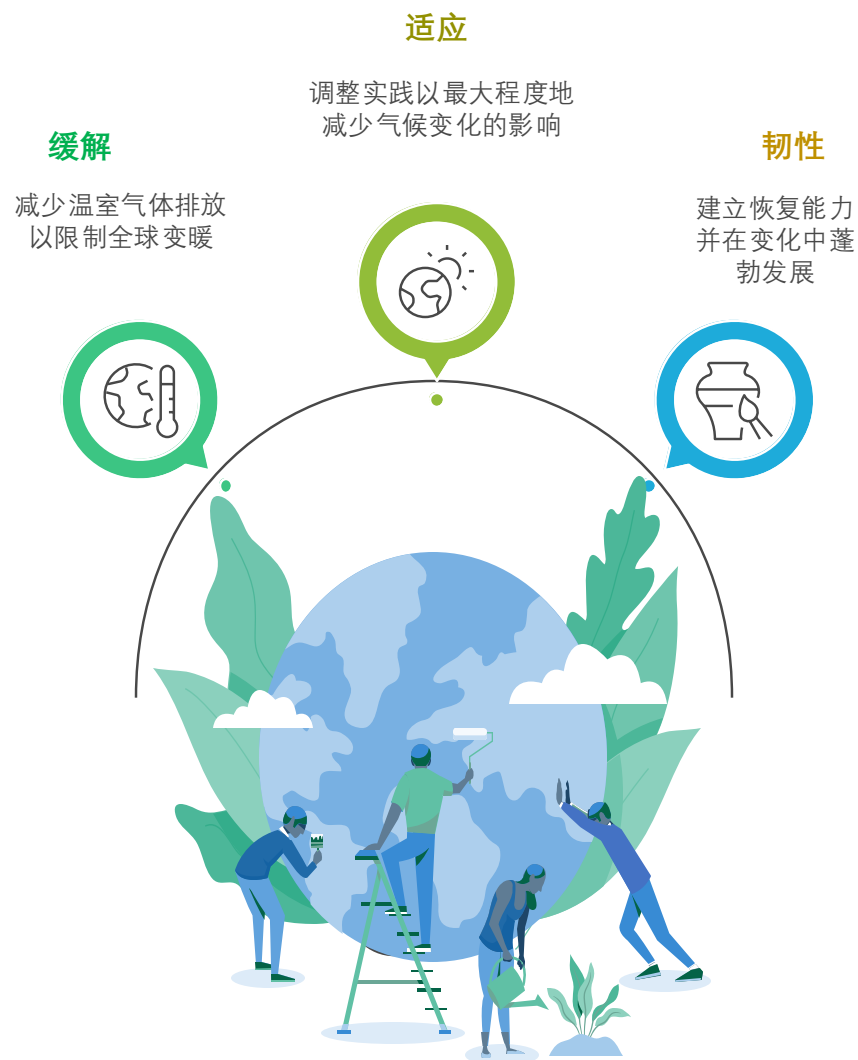 适应
调整实践以最大程度地
减少气候变化的影响
缓解
减少温室气体排放
以限制全球变暖
韧性
建立恢复能力
并在变化中蓬
勃发展